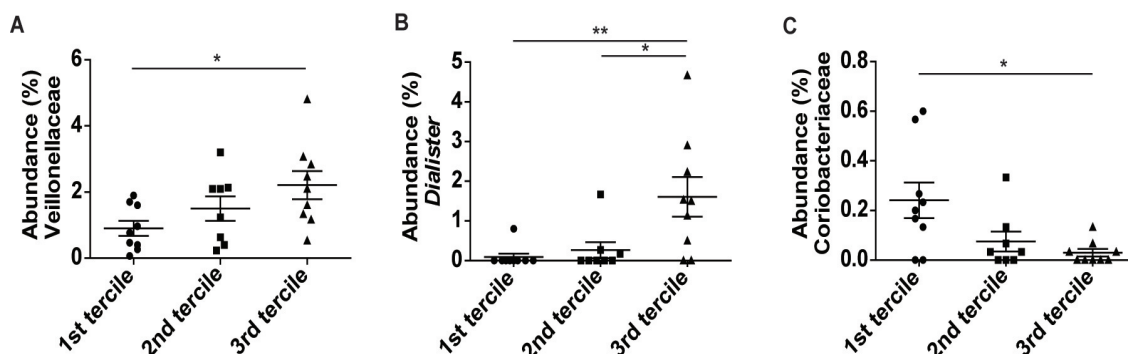 A
Abundance (%)
Veillonellaceae
6
4
2
0
*
1st tercile
2nd tercile
3rd tercile
B
Abundance (%)
Dialister
5
4
3
2
1
0
**
*
1st tercile
2nd tercile
3rd tercile
C
Abundance (%)
Coriobacteriaceae
0.8
0.6
0.4
0.2
0.0
*
1st tercile
2nd tercile
3rd tercile